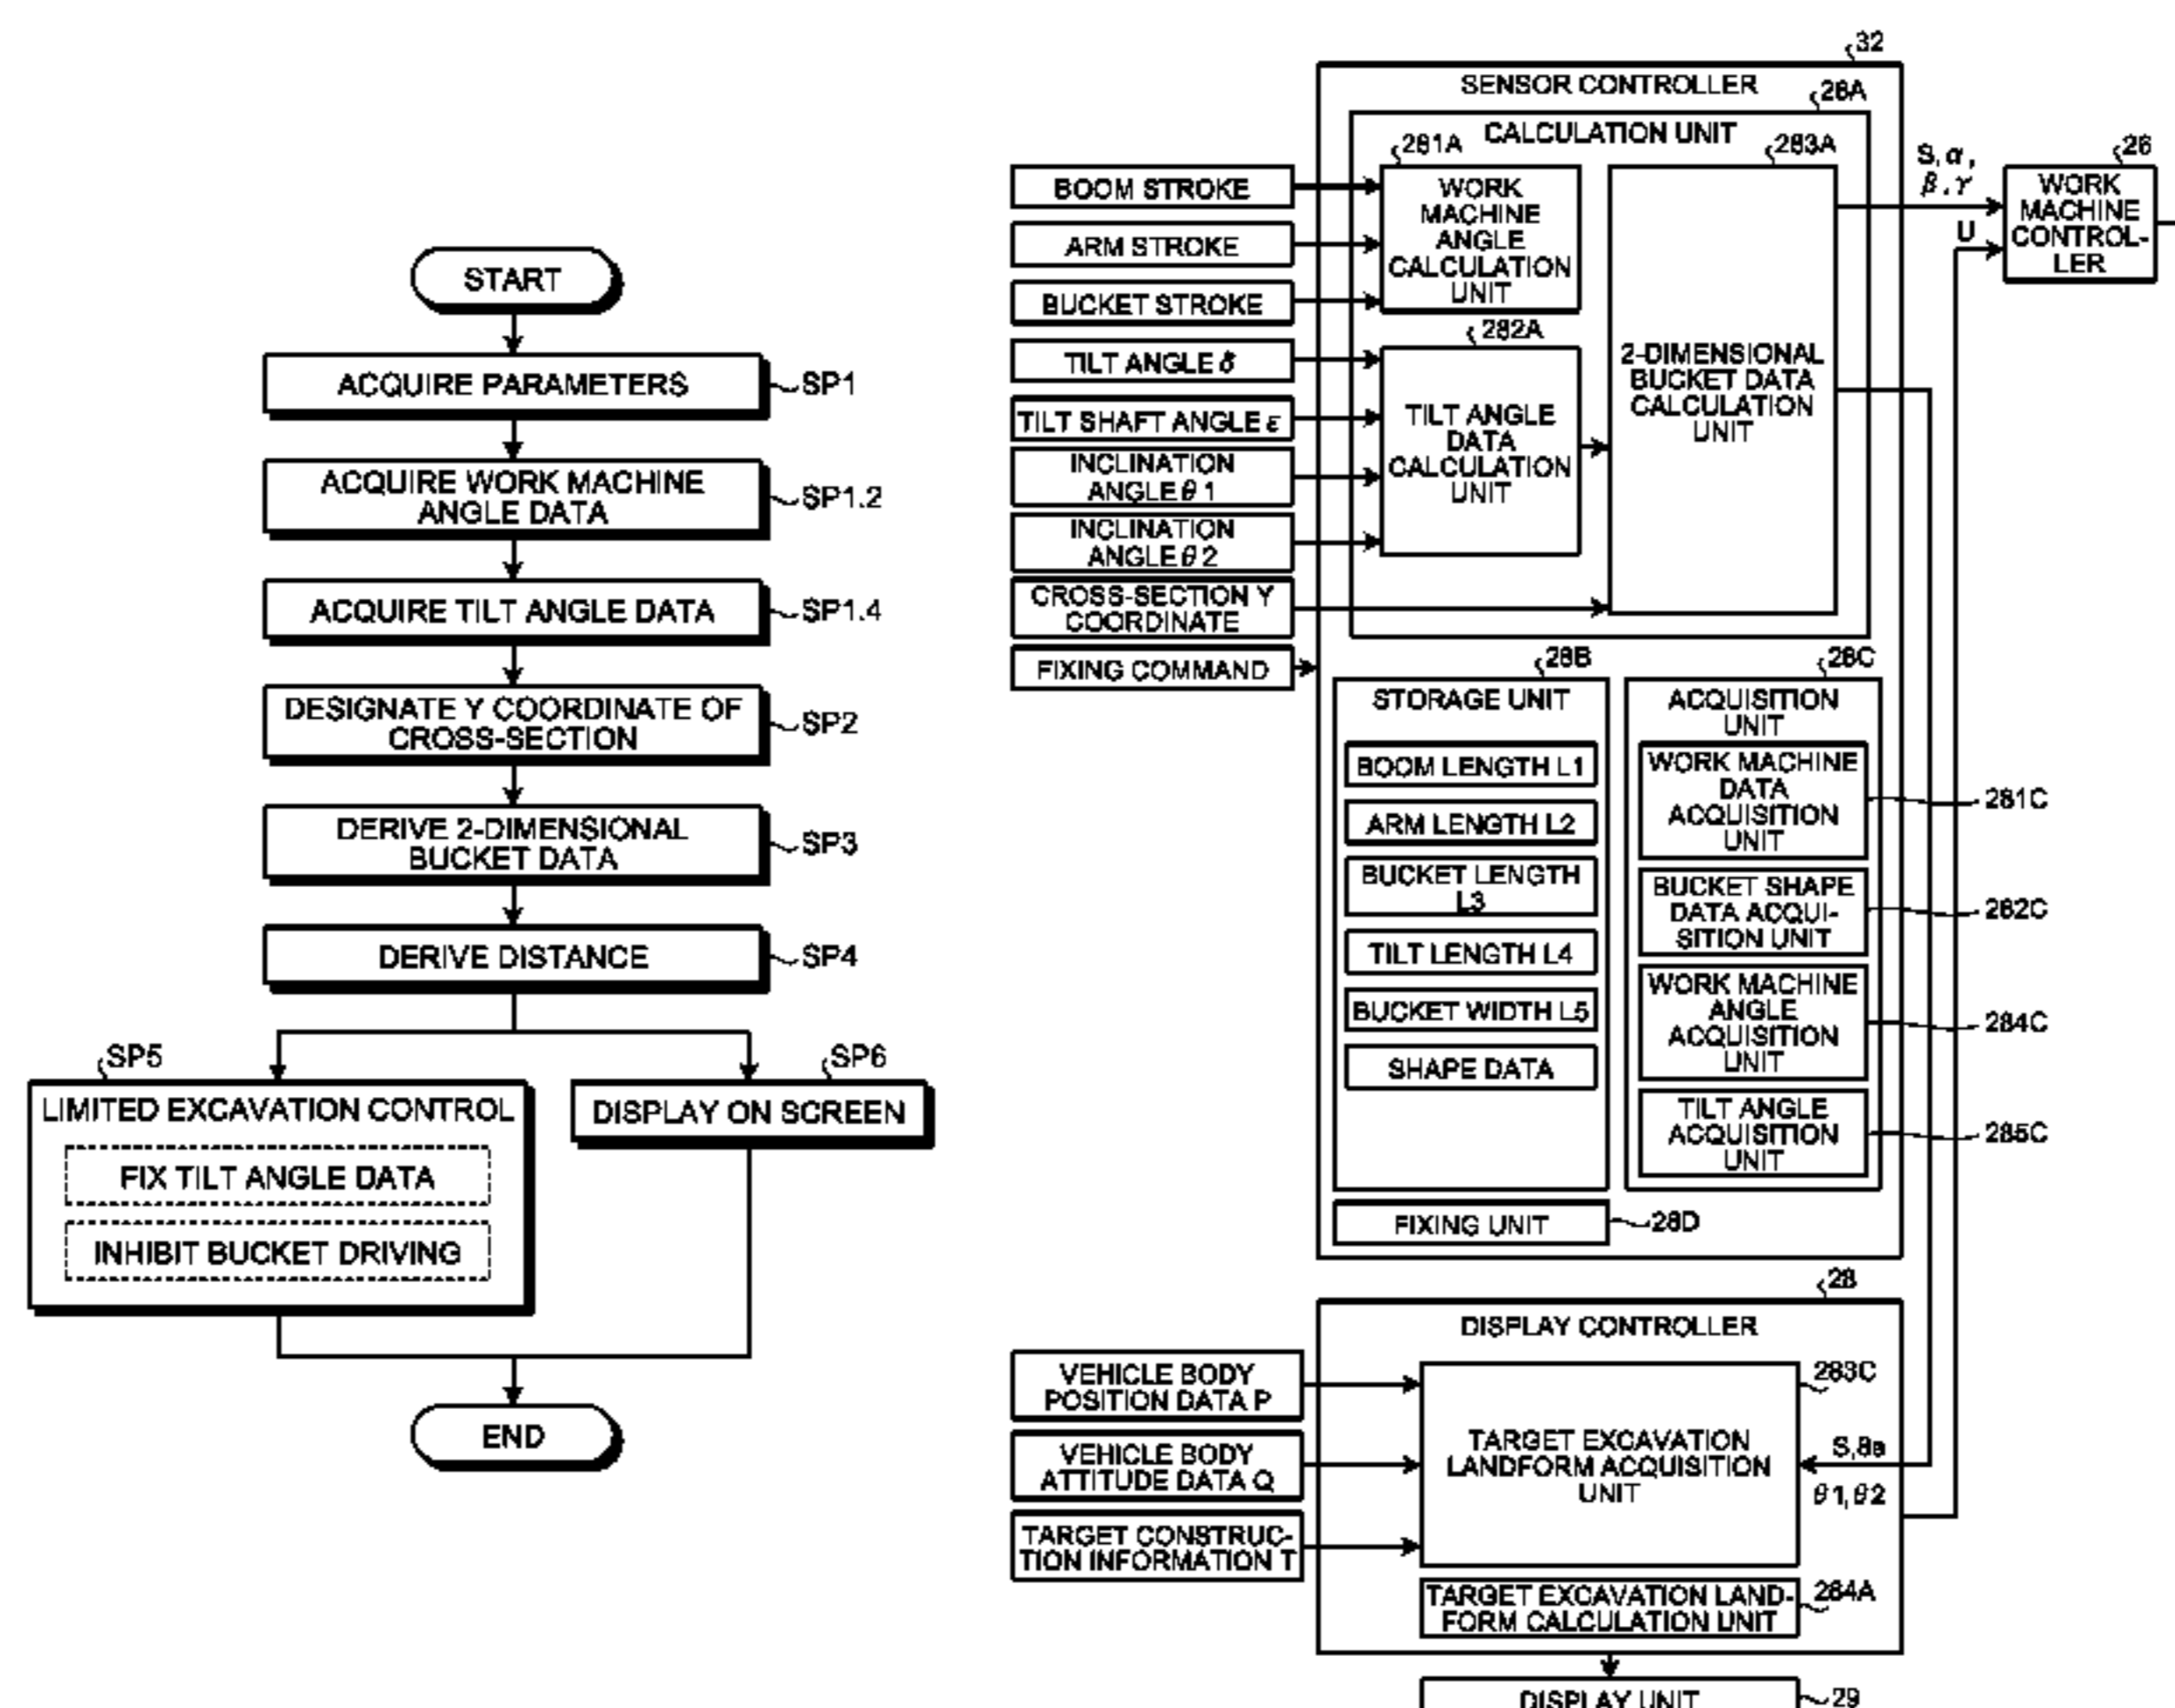 START
ACQUIRE PARAMETERS
SP1
ACQUIRE WORK MACHINE
ANGLE DATA
SP1.2
ACQUIRE TILT ANGLE DATA
SP1.4
DESIGNATE Y COORDINATE OF
CROSS-SECTION
SP2
DERIVE 2-DIMENSIONAL
BUCKET DATA
SP3
DERIVE DISTANCE
SP4
SP5
LIMITED EXCAVATION CONTROL
FIX TILT ANGLE DATA
INHIBIT BUCKET DRIVING
SP6
DISPLAY ON SCREEN
END
32
SENSOR CONTROLLER
28A
CALCULATION UNIT
BOOM STROKE
ARM STROKE
BUCKET STROKE
TILT ANGLE δ
TILT SHAFT ANGLE ε
INCLINATION
ANGLE θ1
INCLINATION
ANGLE θ2
CROSS-SECTION Y
COORDINATE
FIXING COMMAND
281A
WORK
MACHINE
ANGLE
CALCULATION
UNIT
282A
TILT ANGLE
DATA
CALCULATION
UNIT
283A
2-DIMENSIONAL
BUCKET DATA
CALCULATION
UNIT
S, α,
β, γ
U
26
WORK
MACHINE
CONTROL-
LER
28B
STORAGE UNIT
BOOM LENGTH L1
ARM LENGTH L2
BUCKET LENGTH
L3
TILT LENGTH L4
BUCKET WIDTH L5
SHAPE DATA
28C
ACQUISITION
UNIT
WORK MACHINE
DATA
ACQUISITION
UNIT
281C
BUCKET SHAPE
DATA ACQUI-
SITION UNIT
282C
WORK MACHINE
ANGLE
ACQUISITION
UNIT
284C
TILT ANGLE
ACQUISITION
UNIT
285C
FIXING UNIT
28D
28
DISPLAY CONTROLLER
VEHICLE BODY
POSITION DATA P
VEHICLE BODY
ATTITUDE DATA Q
TARGET CONSTRUC-
TION INFORMATION T
283C
TARGET EXCAVATION
LANDFORM ACQUISITION
UNIT
S,8a
θ1,θ2
TARGET EXCAVATION LAND-
FORM CALCULATION UNIT
284A
DISPLAY UNIT
29